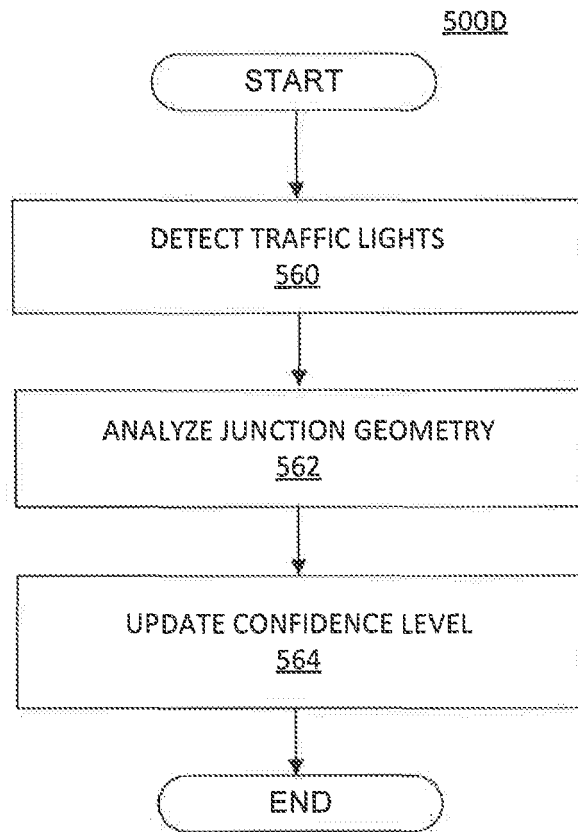 500D
START
DETECT TRAFFIC LIGHTS
560
ANALYZE JUNCTION GEOMETRY
562
UPDATE CONFIDENCE LEVEL
564
END